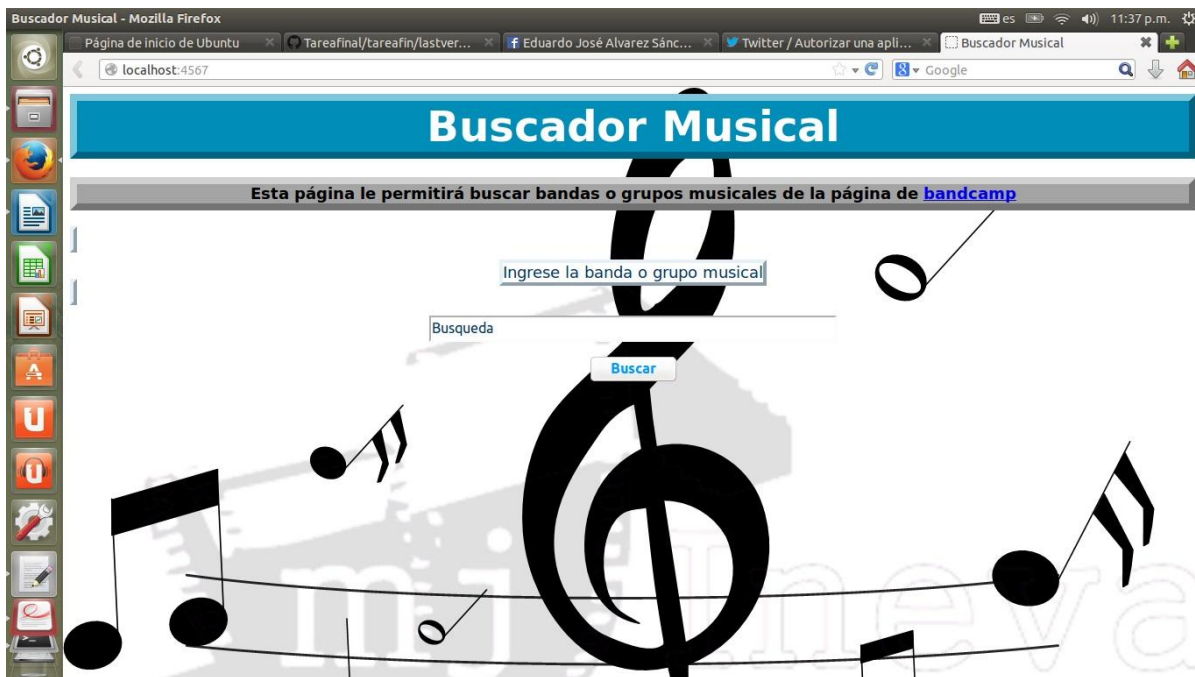 Buscador Musical - Mozilla Firefox
es
11:37 p.m.
Página de inicio de Ubuntu
Tareafinal/tareafin/lastver...
Eduardo José Alvarez Sánc...
Twitter / Autorizar una apli...
Buscador Musical
localhost:4567
Google
Buscador Musical
Esta página le permitirá buscar bandas o grupos musicales de la página de bandcamp
Ingrese la banda o grupo musical
Busqueda
Buscar